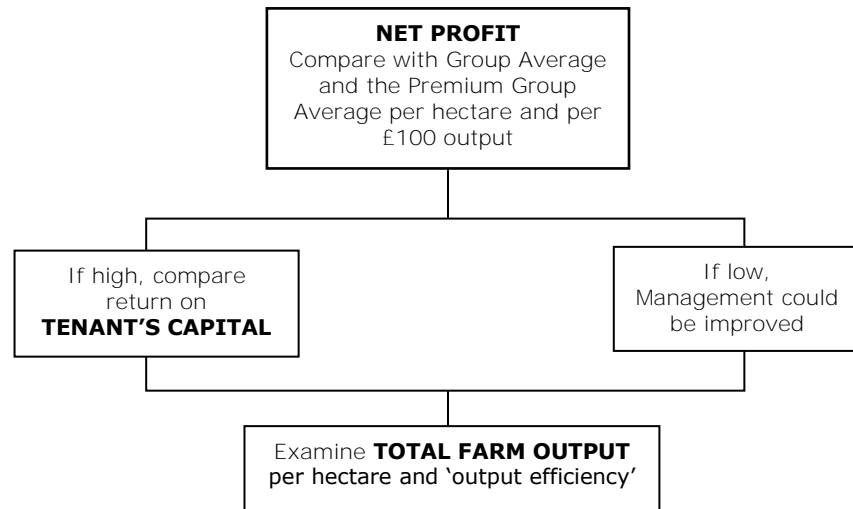 NET PROFIT
Compare with Group Average
and the Premium Group
Average per hectare and per
£100 output
If high, compare
return on
TENANT’S CAPITAL
If low,
Management could
be improved
Examine TOTAL FARM OUTPUT
per hectare and ‘output efficiency’